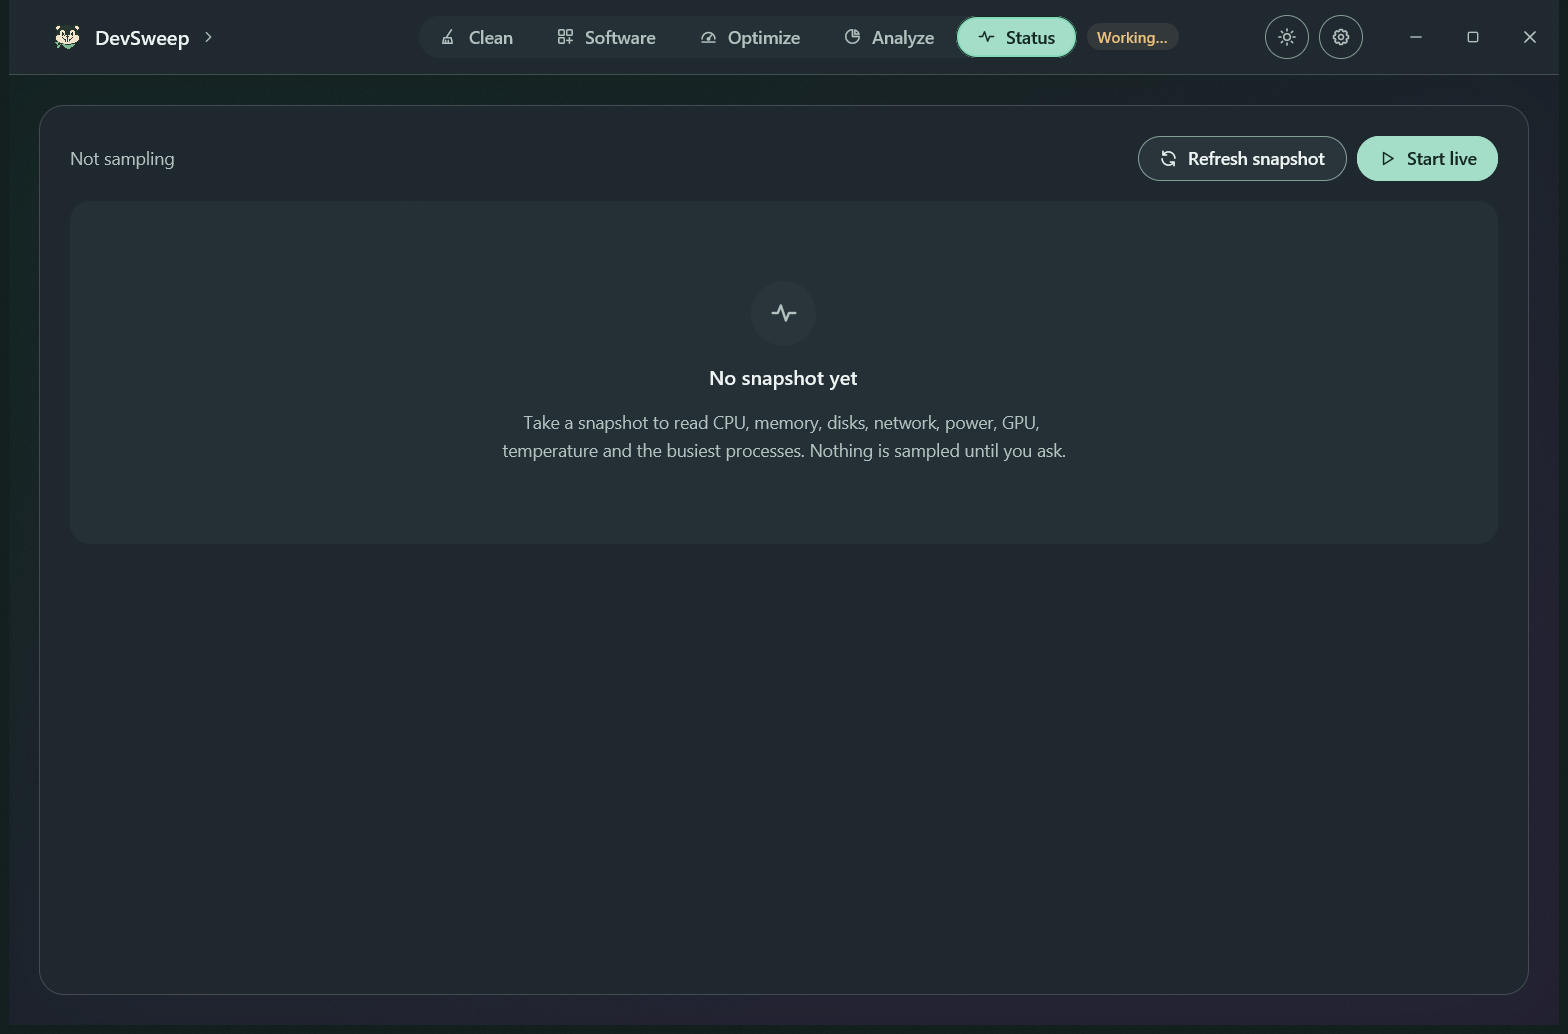 DevSweep
Clean
Software
Optimize
Analyze
Status
Working...
Not sampling
Refresh snapshot
Start live
No snapshot yet
Take a snapshot to read CPU, memory, disks, network, power, GPU,
temperature and the busiest processes. Nothing is sampled until you ask.